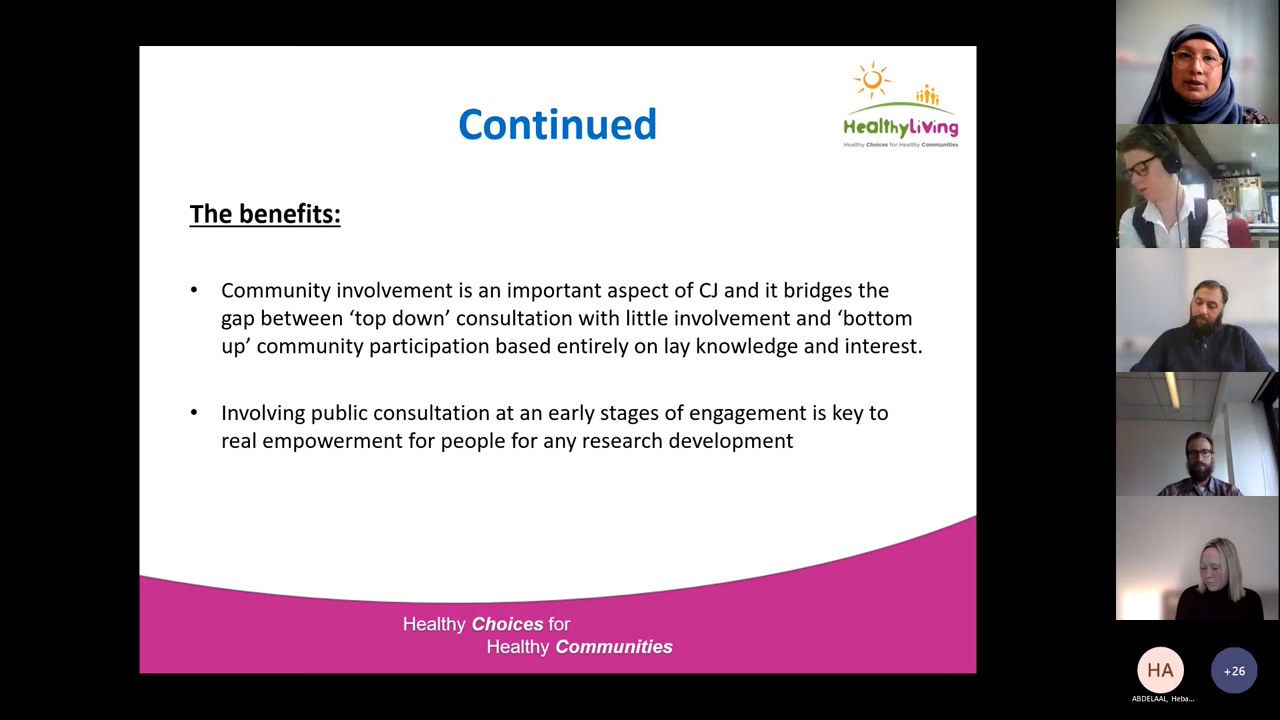 Continued
HealthyLiving
Healthy Choices for Healthy Communities
The benefits:
• Community involvement is an important aspect of CJ and it bridges the
gap between ‘top down’ consultation with little involvement and ‘bottom
up’ community participation based entirely on lay knowledge and interest.
• Involving public consultation at an early stages of engagement is key to
real empowerment for people for any research development
Healthy Choices for
Healthy Communities
HA
+26
ABDELAAL, Heba...